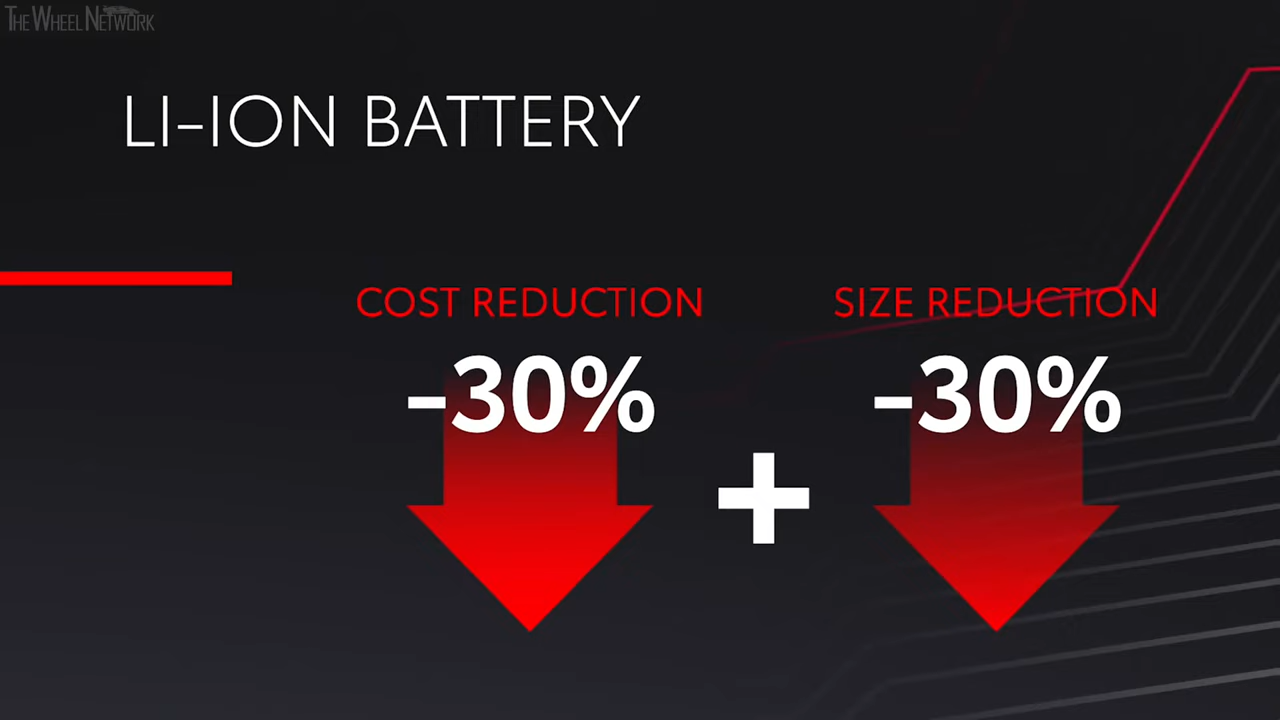 THE WHEEL NETWORK
LI-ION BATTERY
COST REDUCTION
-30%
+
SIZE REDUCTION
-30%